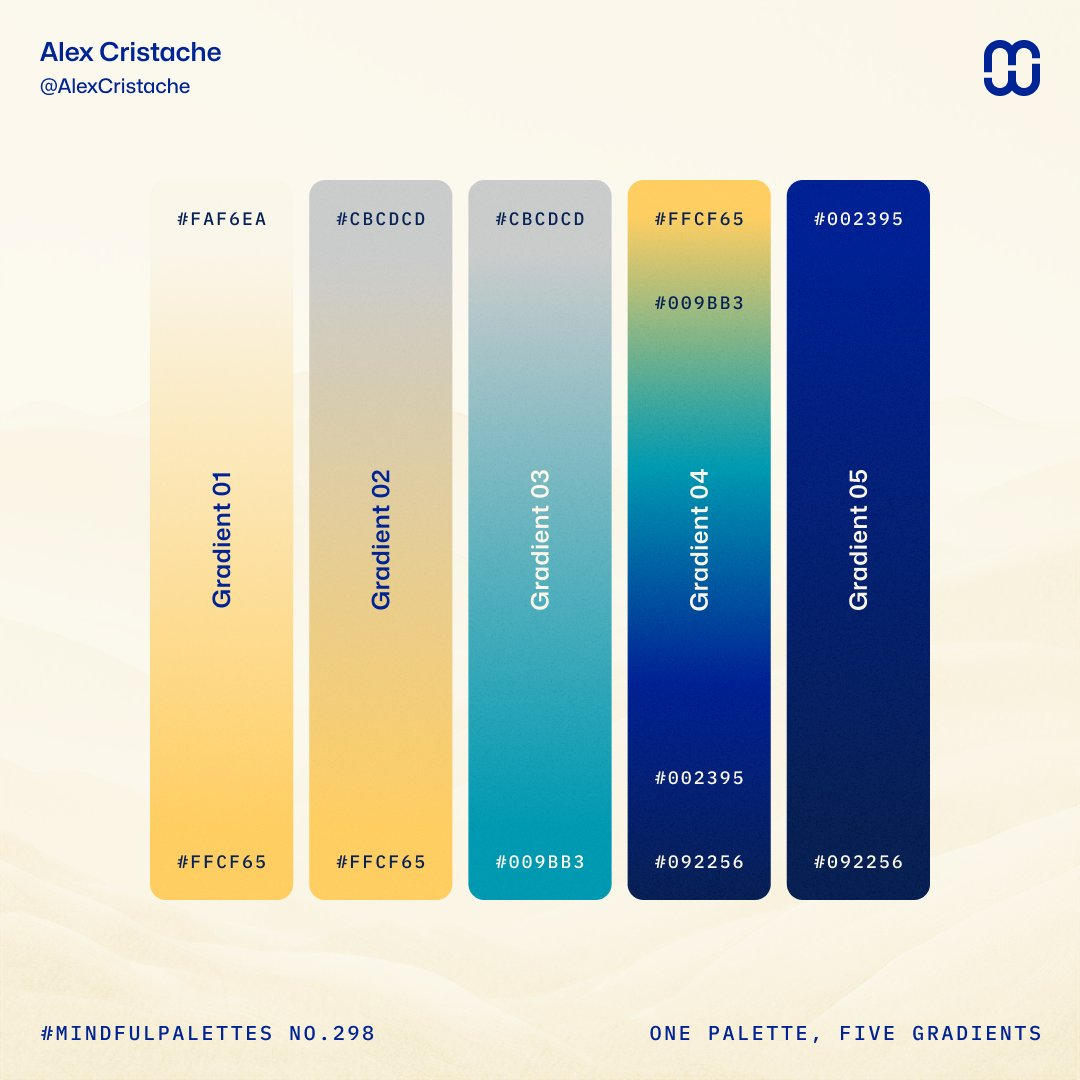 Alex Cristache
@AlexCristache
#FAF6EA
Gradient 01
#FFCF65
#CBCDCD
Gradient 02
#FFCF65
#CBCDCD
Gradient 03
#009BB3
#FFCF65
#009BB3
Gradient 04
#002395
#092256
#002395
Gradient 05
#092256
#MINDFULPALETTES NO.298
ONE PALETTE, FIVE GRADIENTS